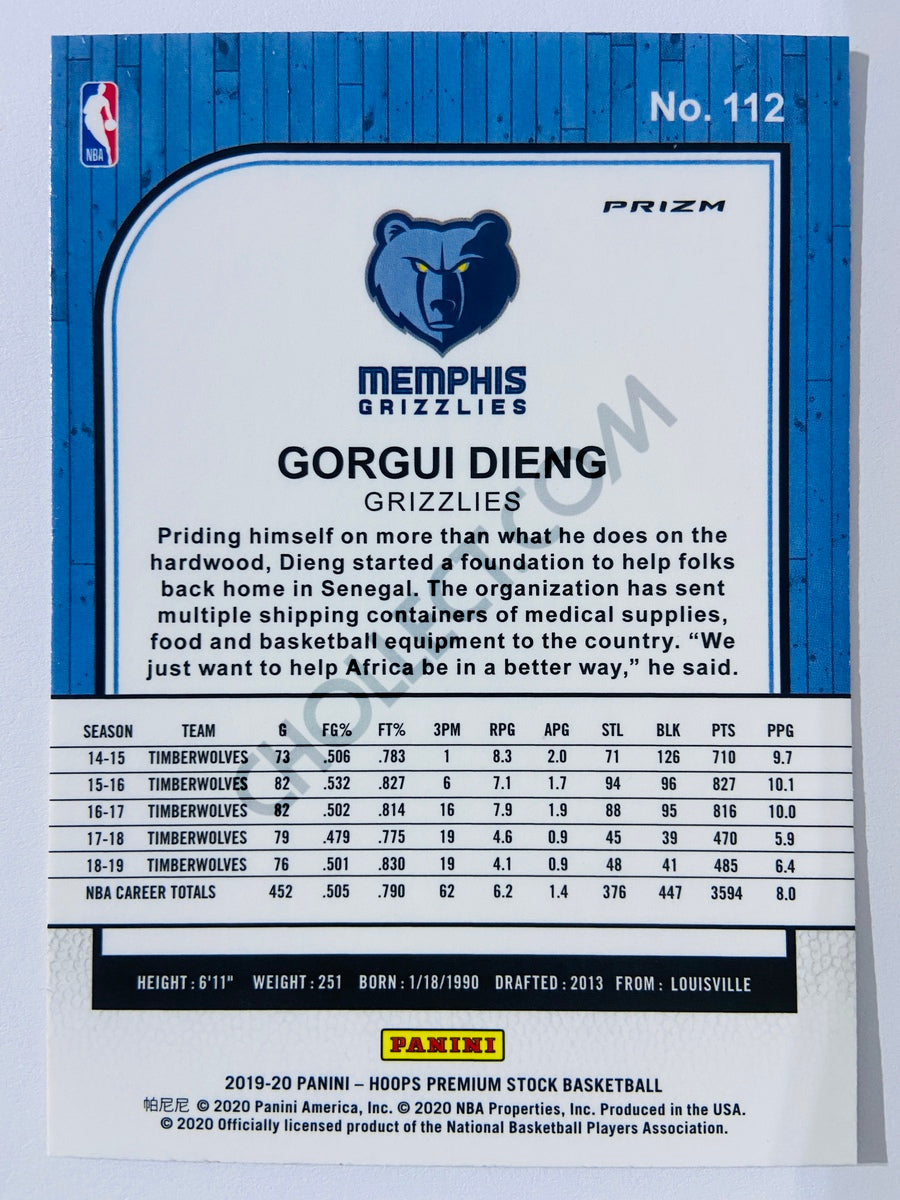 No. 112
NBA
PRIZM
MEMPHIS
GRIZZLIES
GORGUI DIENG
GRIZZLIES
Priding himself on more than what he does on the
hardwood, Dieng started a foundation to help folks
back home in Senegal. The organization has sent
multiple shipping containers of medical supplies,
food and basketball equipment to the country. “We
just want to help Africa be in a better way,” he said.
CHOLLECT.COM
SEASON TEAM G FG% FT% 3PM RPG APG STL BLK PTS PPG
14-15 TIMBERWOLVES 73 .506 .783 1 8.3 2.0 71 126 710 9.7
15-16 TIMBERWOLVES 82 .532 .827 6 7.1 1.7 94 96 827 10.1
16-17 TIMBERWOLVES 82 .502 .814 16 7.9 1.9 88 95 816 10.0
17-18 TIMBERWOLVES 79 .479 .775 19 4.6 0.9 45 39 470 5.9
18-19 TIMBERWOLVES 76 .501 .830 19 4.1 0.9 48 41 485 6.4
NBA CAREER TOTALS 452 .505 .790 62 6.2 1.4 376 447 3594 8.0
HEIGHT: 6'11" WEIGHT: 251 BORN: 1/18/1990 DRAFTED: 2013 FROM: LOUISVILLE
PANINI
2019-20 PANINI – HOOPS PREMIUM STOCK BASKETBALL
帕尼尼 © 2020 Panini America, Inc. © 2020 NBA Properties, Inc. Produced in the USA.
© 2020 Officially licensed product of the National Basketball Players Association.